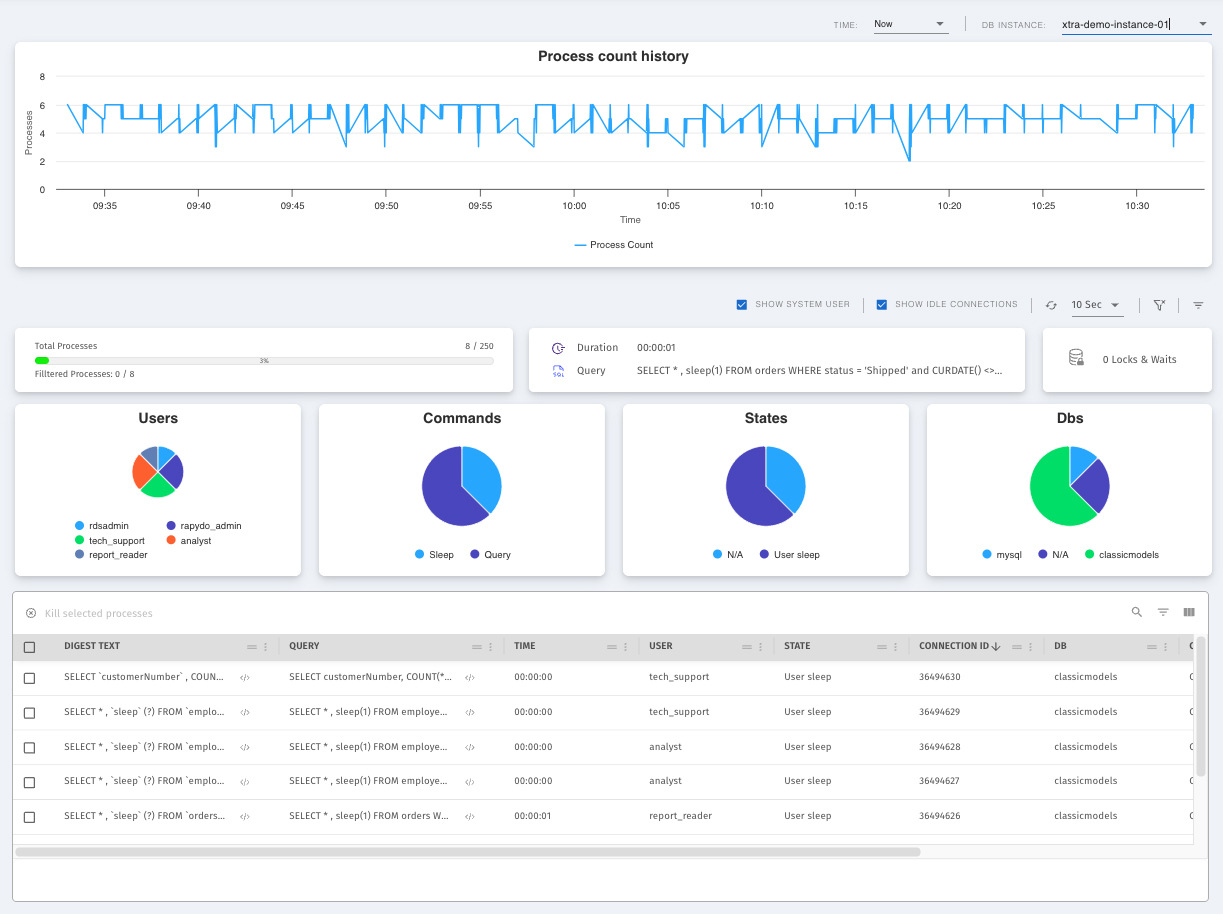 TIME: Now DB INSTANCE: xtra-demo-instance-01
Process count history
8
6
4
2
0
Processes
09:35 09:40 09:45 09:50 09:55 10:00 10:05 10:10 10:15 10:20 10:25 10:30
Time
Process Count
SHOW SYSTEM USER SHOW IDLE CONNECTIONS 10 Sec
Total Processes 8 / 250
3%
Filltered Processes: 0 / 8
Duration 00:00:01
Query SELECT * , sleep(1) FROM orders WHERE status = 'Shipped' and CURDATE() <>...
0 Locks & Waits
Users
rdsadmin rapydo_admin
tech_support analyst
report_reader
Commands
Sleep Query
States
N/A User sleep
Dbs
mysql N/A classicmodels
Kill selected processes
DIGEST TEXT QUERY TIME USER STATE CONNECTION ID DB
SELECT `customerNumber` , COUN... SELECT customerNumber, COUNT(*... 00:00:00 tech_support User sleep 36494630 classicmodels
SELECT * , `sleep` (?) FROM `emplo... SELECT * , sleep(1) FROM employe... 00:00:00 tech_support User sleep 36494629 classicmodels
SELECT * , `sleep` (?) FROM `emplo... SELECT * , sleep(1) FROM employe... 00:00:00 analyst User sleep 36494628 classicmodels
SELECT * , `sleep` (?) FROM `emplo... SELECT * , sleep(1) FROM employe... 00:00:00 analyst User sleep 36494627 classicmodels
SELECT * , `sleep` (?) FROM `orders... SELECT * , sleep(1) FROM orders W... 00:00:01 report_reader User sleep 36494626 classicmodels